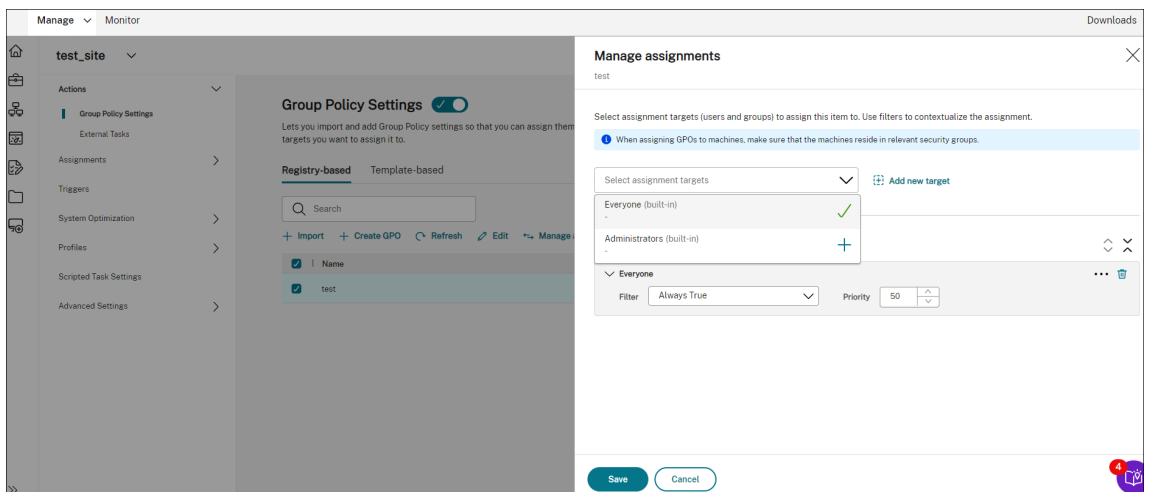 Manage Monitor Downloads
test_site
Actions
Group Policy Settings
External Tasks
Assignments
Triggers
System Optimization
Profiles
Scripted Task Settings
Advanced Settings
Group Policy Settings
Lets you import and add Group Policy settings so that you can assign them
targets you want to assign it to.
Registry-based Template-based
Search
Import Create GPO Refresh Edit Manage
Name
test
Manage assignments
test
Select assignment targets (users and groups) to assign this item to. Use filters to contextualize the assignment.
When assigning GPOs to machines, make sure that the machines reside in relevant security groups.
Select assignment targets Add new target
Everyone (built-in)
-
Administrators (built-in)
-
Everyone
Filter Always True Priority 50
Save Cancel
4